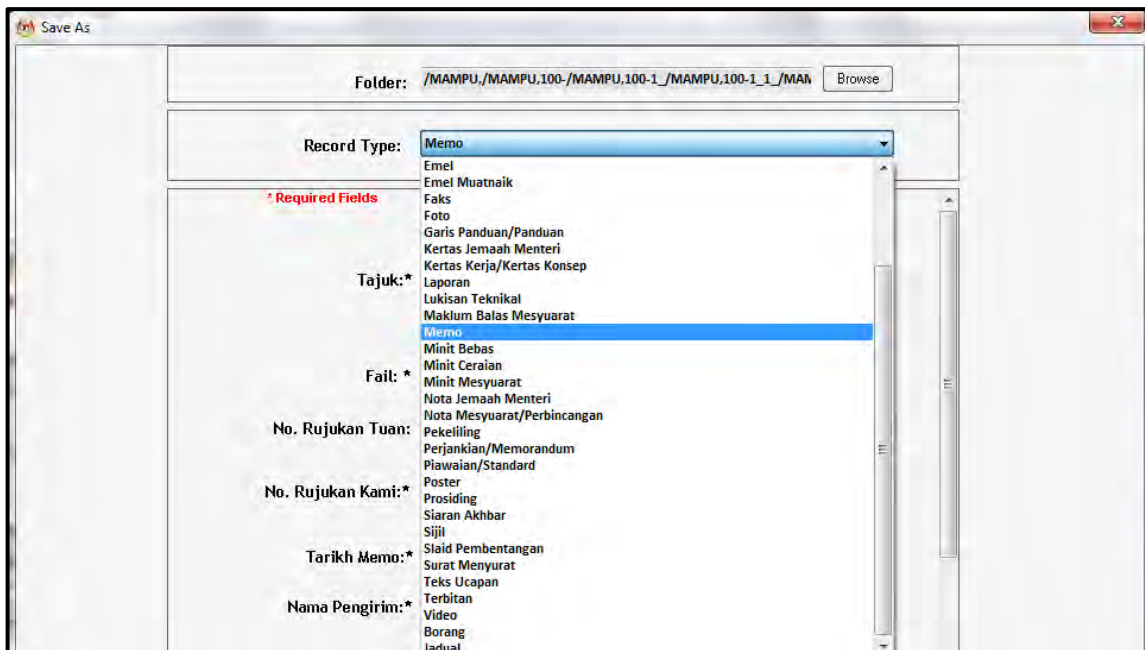 Save As
Folder: /MAMPU,/MAMPU,100-/MAMPU,100-1_/MAMPU,100-1_1_/MAM Browse
Record Type: Memo
Emel
Emel Muatnaik
* Required Fields
Faks
Foto
Garis Panduan/Panduan
Kertas Jemaah Menteri
Kertas Kerja/Kertas Konsep
Tajuk:*
Laporan
Lukisan Teknikal
Maklum Balas Mesyuarat
Memo
Minit Bebas
Minit Ceraian
Fail: *
Minit Mesyuarat
Nota Jemaah Menteri
Nota Mesyuarat/Perbincangan
No. Rujukan Tuan:
Pekeliling
Perjankian/Memorandum
Piawaian/Standard
Poster
No. Rujukan Kami:*
Prosiding
Siaran Akhbar
Sijil
Slaid Pembentangan
Tarikh Memo:*
Surat Menyurat
Teks Ucapan
Terbitan
Nama Pengirim:*
Video
Borang
Jadual